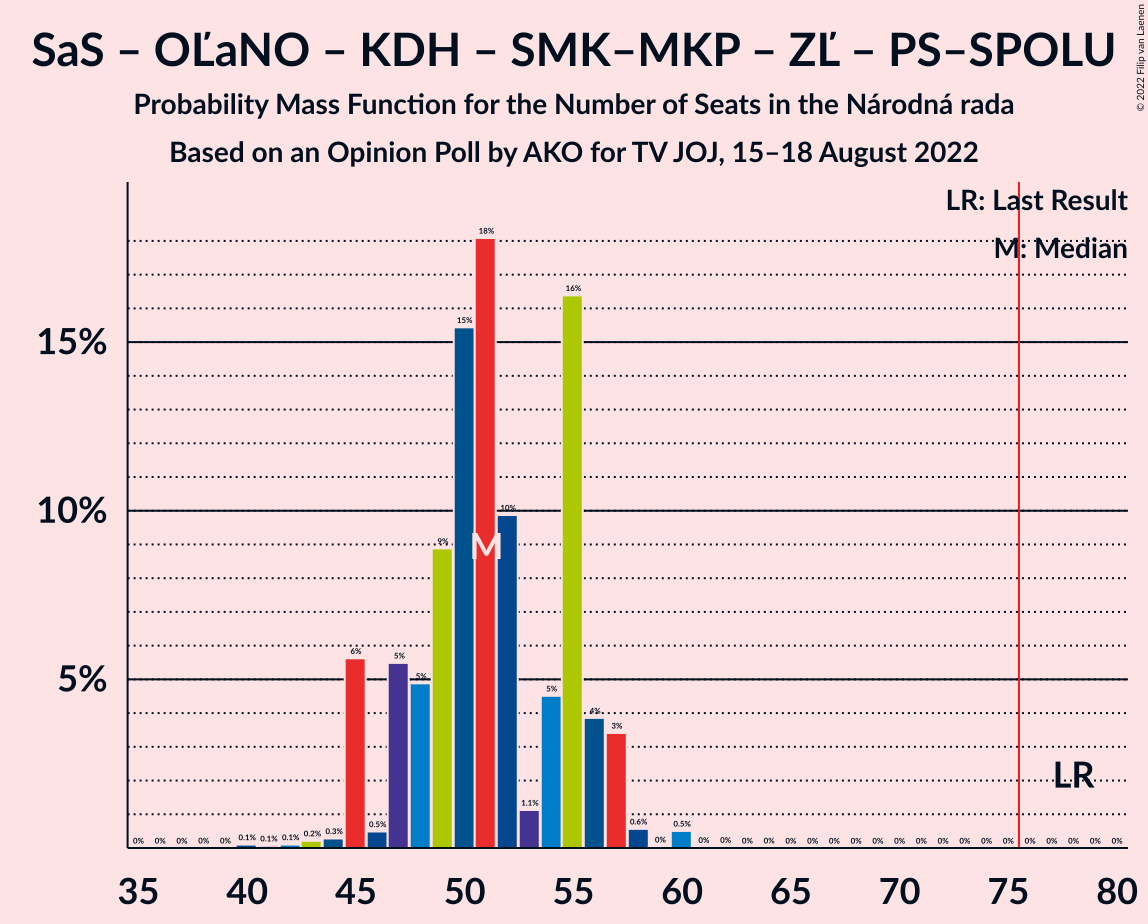 SaS – OĽaNO – KDH – SMK–MKP – ZĽ – PS–SPOLU
Probability Mass Function for the Number of Seats in the Národná rada
Based on an Opinion Poll by AKO for TV JOJ, 15–18 August 2022
© 2022 Filip van Laenen
LR: Last Result
M: Median
15%
10%
5%
0% 0% 0% 0% 0% 0.1% 0.1% 0.1% 0.2% 0.3% 6% 0.5% 5% 5% 9% 15% 18% 10% 1.1% 5% 16% 4% 3% 0.6% 0% 0.5% 0% 0% 0% 0% 0% 0% 0% 0% 0% 0% 0% 0% 0% 0% 0% 0% 0% 0% 0% 0%
M
LR
35 40 45 50 55 60 65 70 75 80